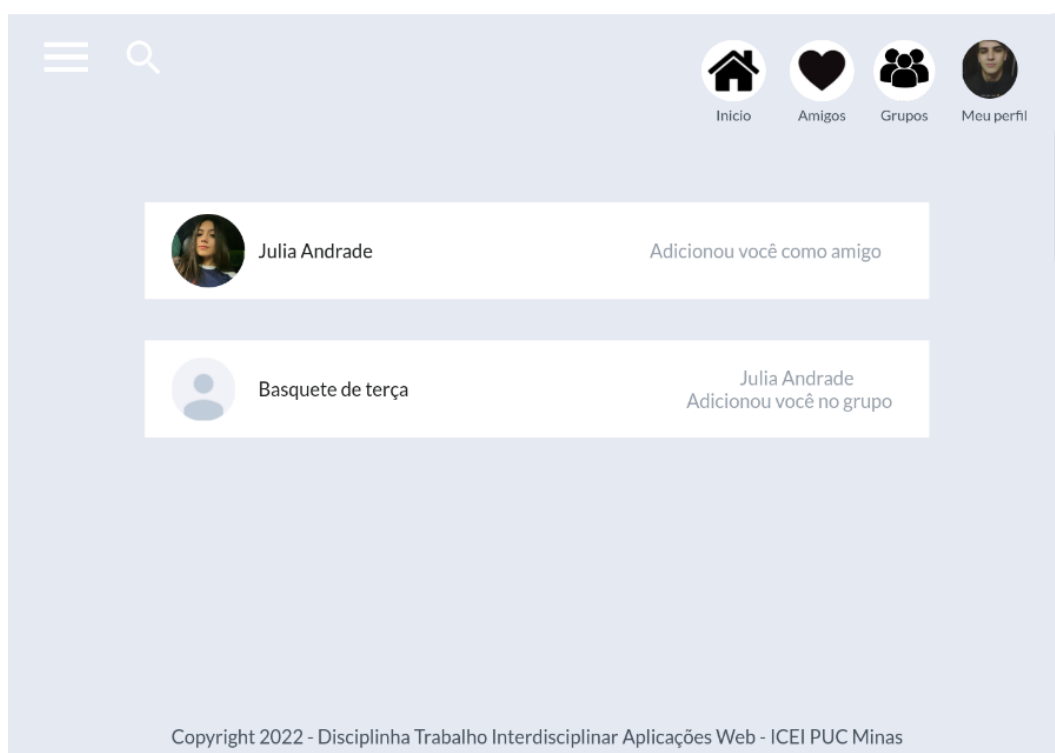 Inicio
Amigos
Grupos
Meu perfil
Julia Andrade
Adicionou você como amigo
Basquete de terça
Julia Andrade
Adicionou você no grupo
Copyright 2022 - Disciplinha Trabalho Interdisciplinar Aplicações Web - ICEI PUC Minas